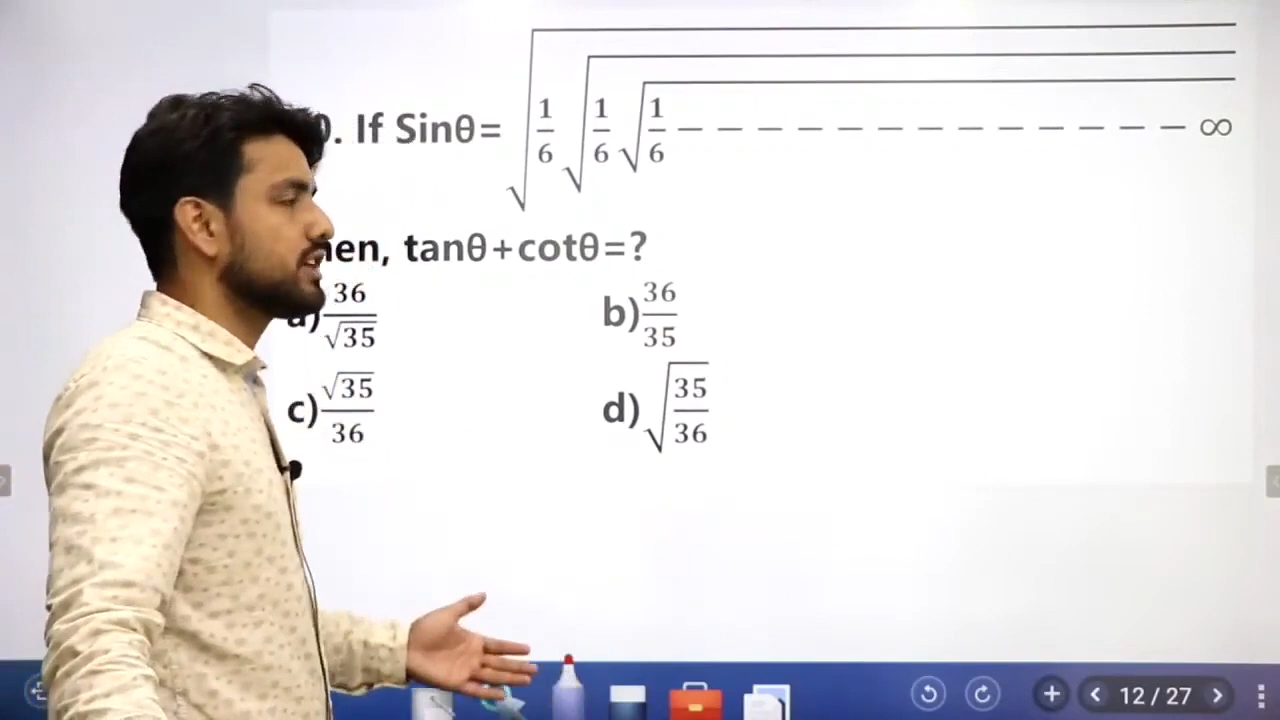 . If Sinθ= √(1/6 √(1/6 √(1/6 − − − − − − − − − − − − − ∞
tanθ+cotθ=?
a) 36/√35 b) 36/35
c) √35/36 d) √(35/36)
12 / 27